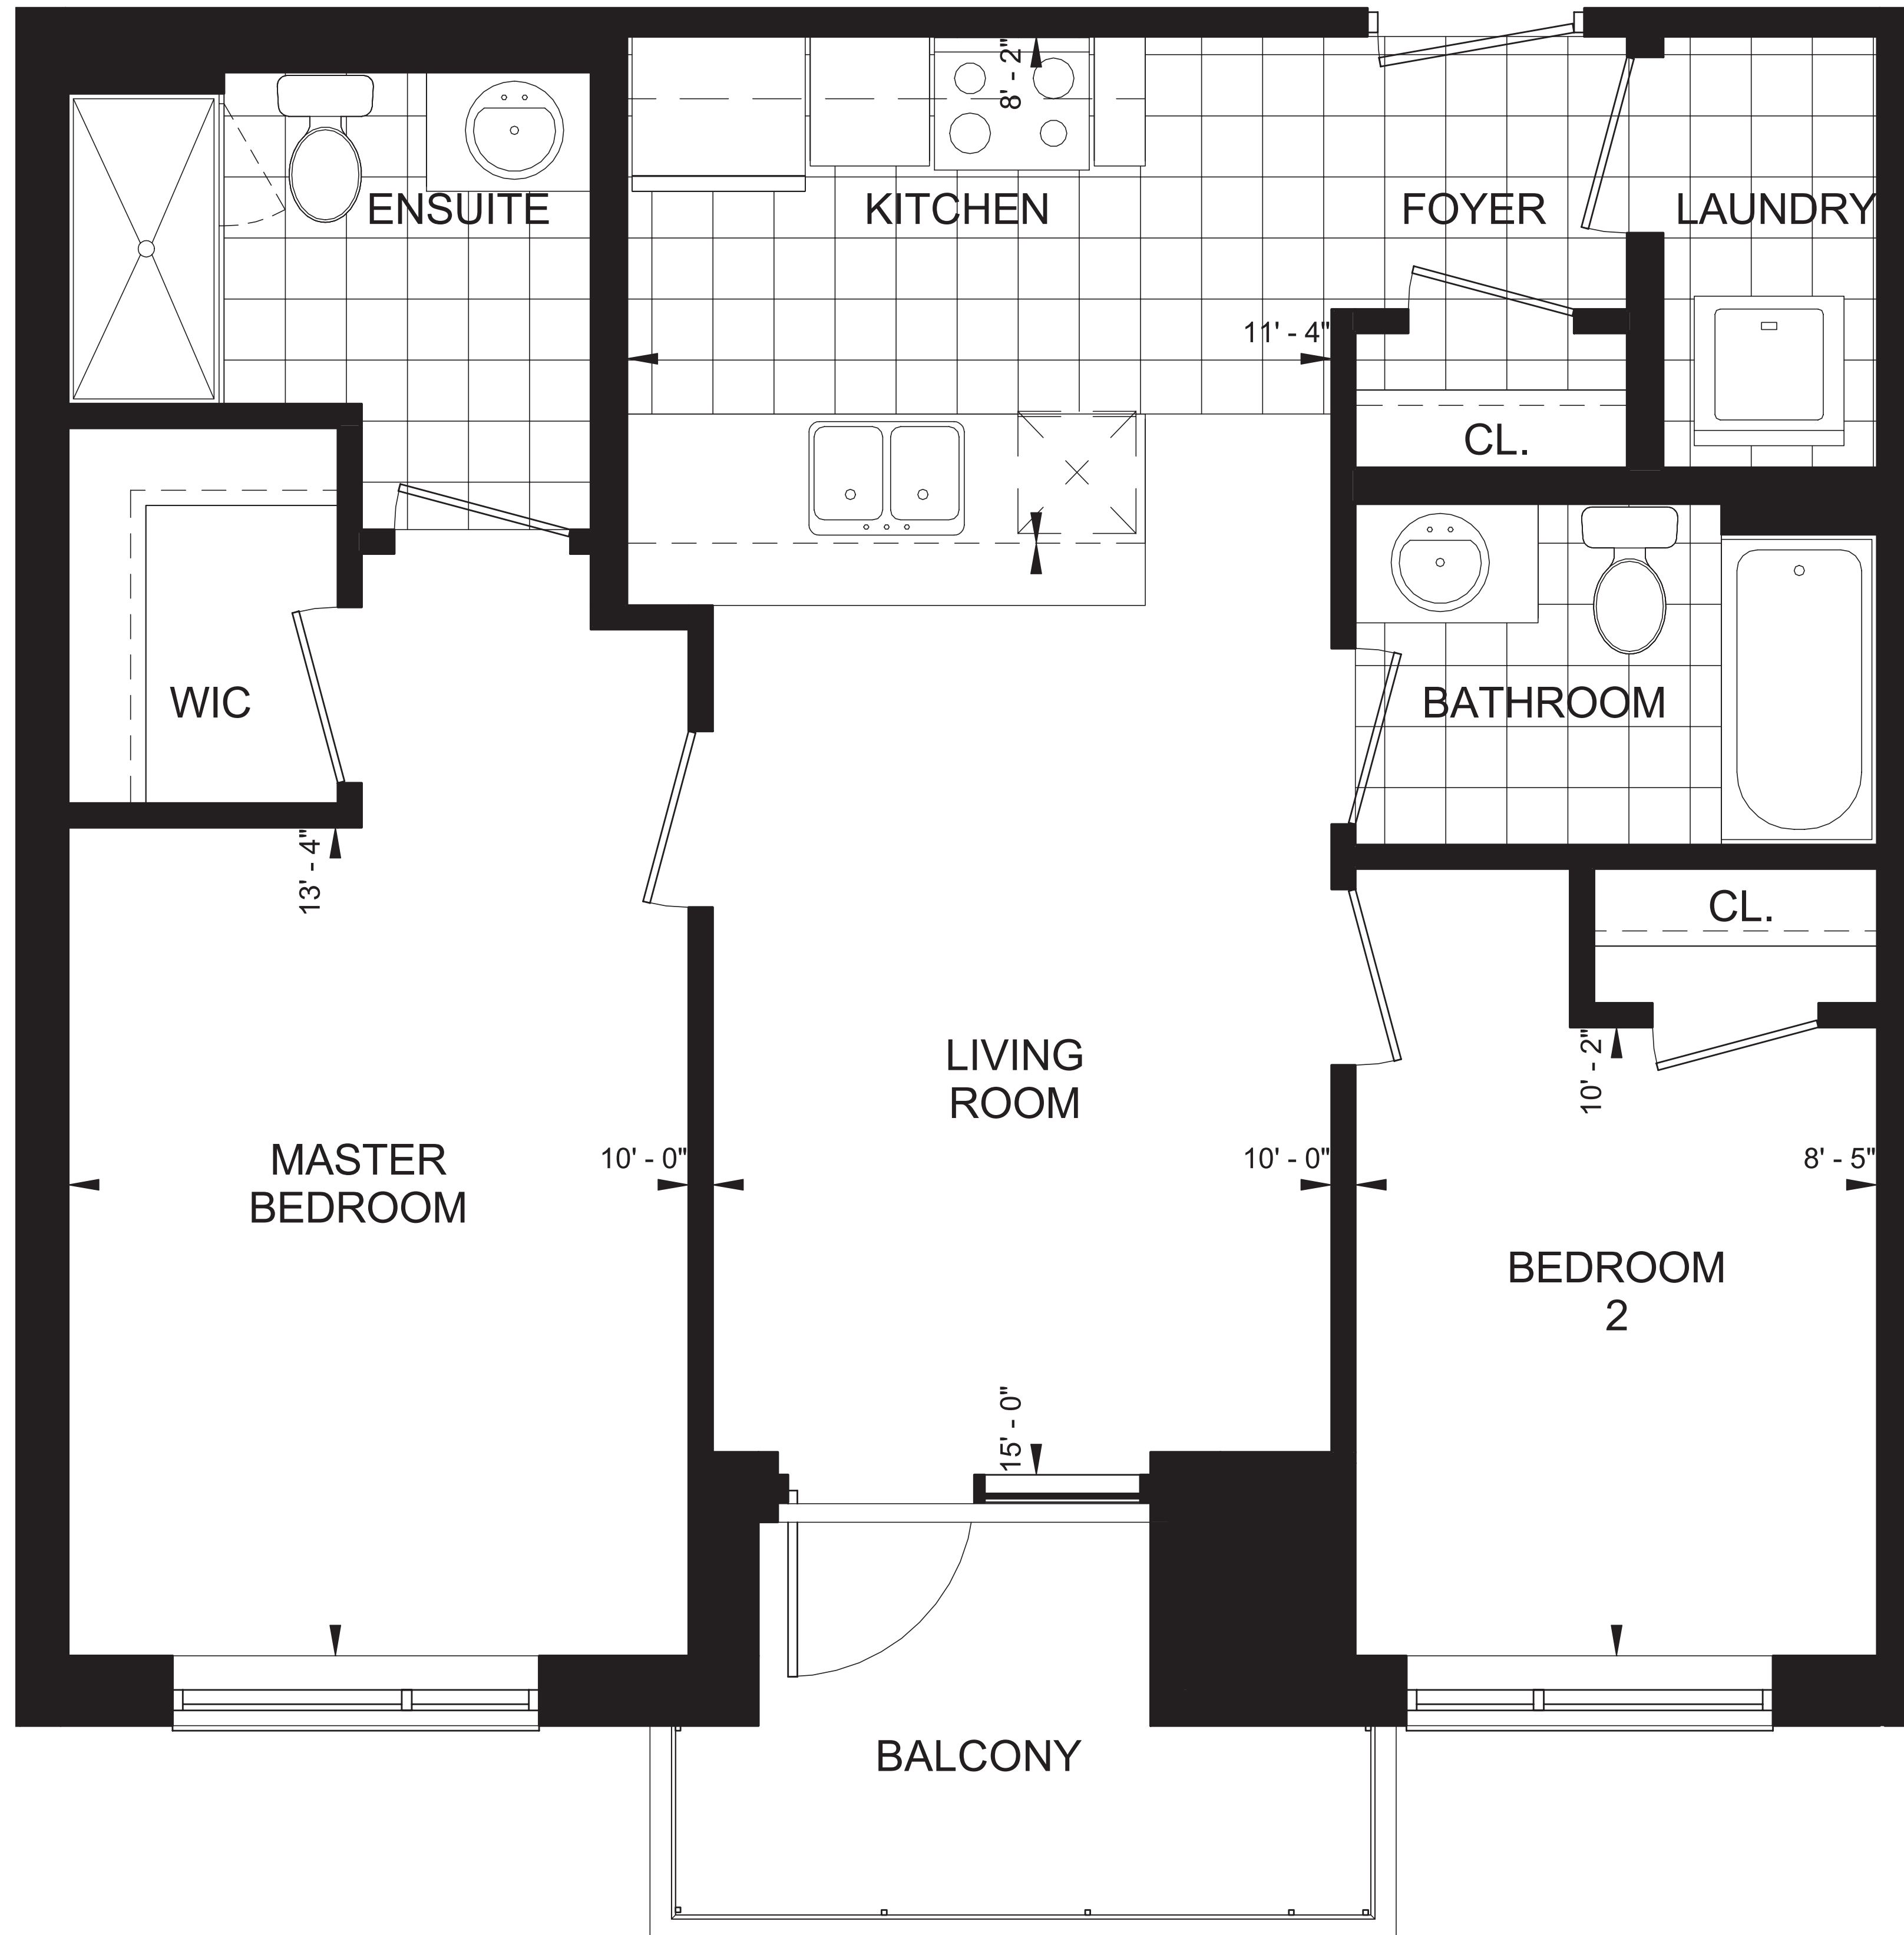 8' - 2"
ENSUITE
KITCHEN
FOYER
LAUNDRY
11' - 4"
CL.
WIC
BATHROOM
13' - 4"
CL.
LIVING
ROOM
10' - 2"
MASTER
BEDROOM
10' - 0"
10' - 0"
8' - 5"
BEDROOM
2
15' - 0"
BALCONY